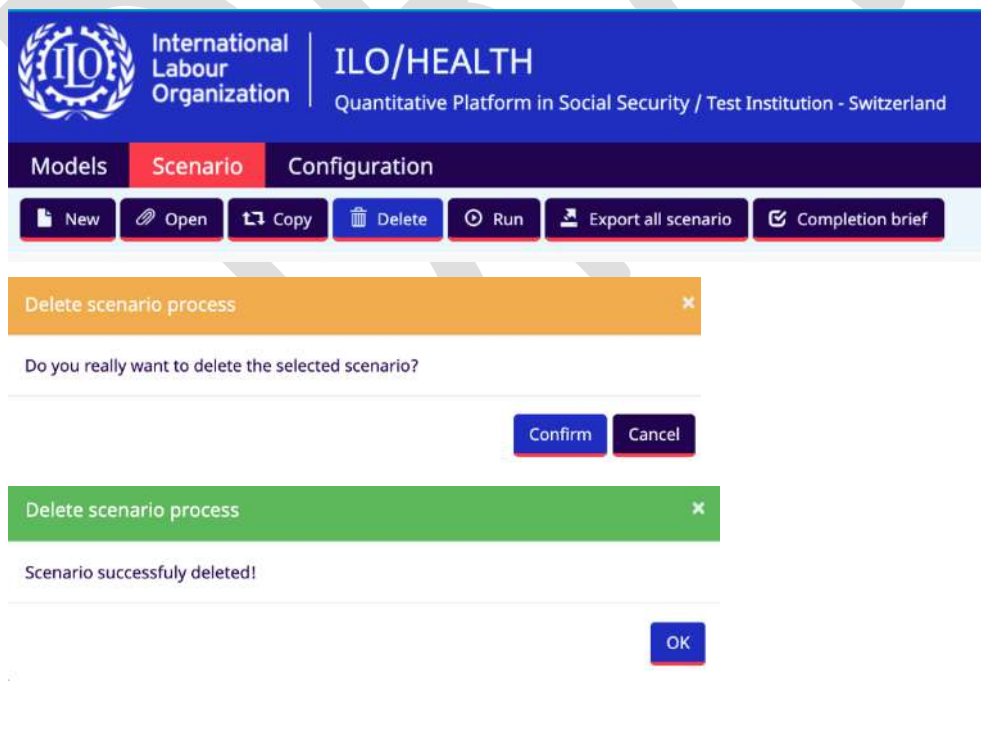 ILO
International
Labour
Organization
ILO/HEALTH
Quantitative Platform in Social Security / Test Institution - Switzerland
Models Scenario Configuration
New Open Copy Delete Run Export all scenario Completion brief
Delete scenario process ×
Do you really want to delete the selected scenario?
Confirm Cancel
Delete scenario process ×
Scenario successfuly deleted!
OK